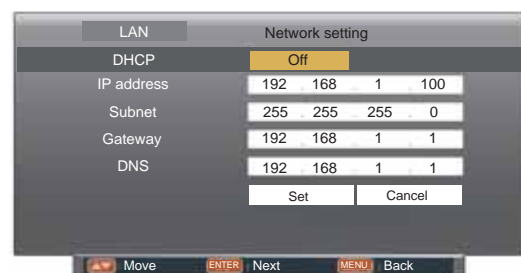 LAN Network setting
DHCP Off
IP address 192 . 168 . 1 . 100
Subnet 255 . 255 . 255 . 0
Gateway 192 . 168 . 1 . 1
DNS 192 . 168 . 1 . 1
Set Cancel
Move ENTER Next MENU Back